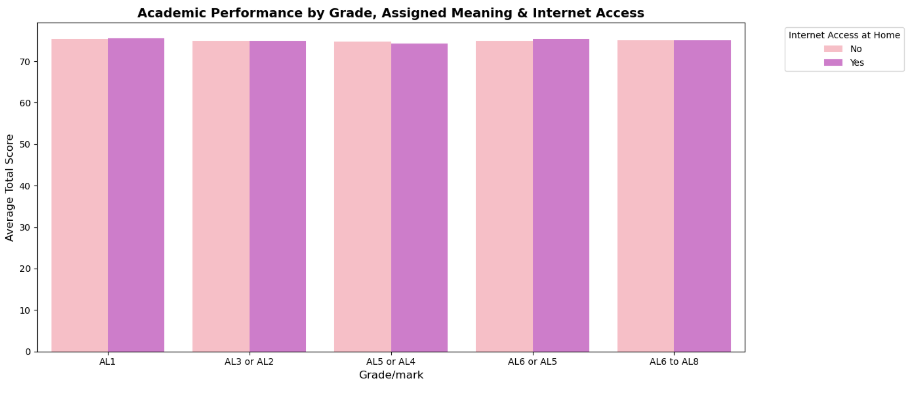 Academic Performance by Grade, Assigned Meaning & Internet Access
Internet Access at Home
No
Yes
Average Total Score
70
60
50
40
30
20
10
0
AL1
AL3 or AL2
AL5 or AL4
AL6 or AL5
AL6 to AL8
Grade/mark